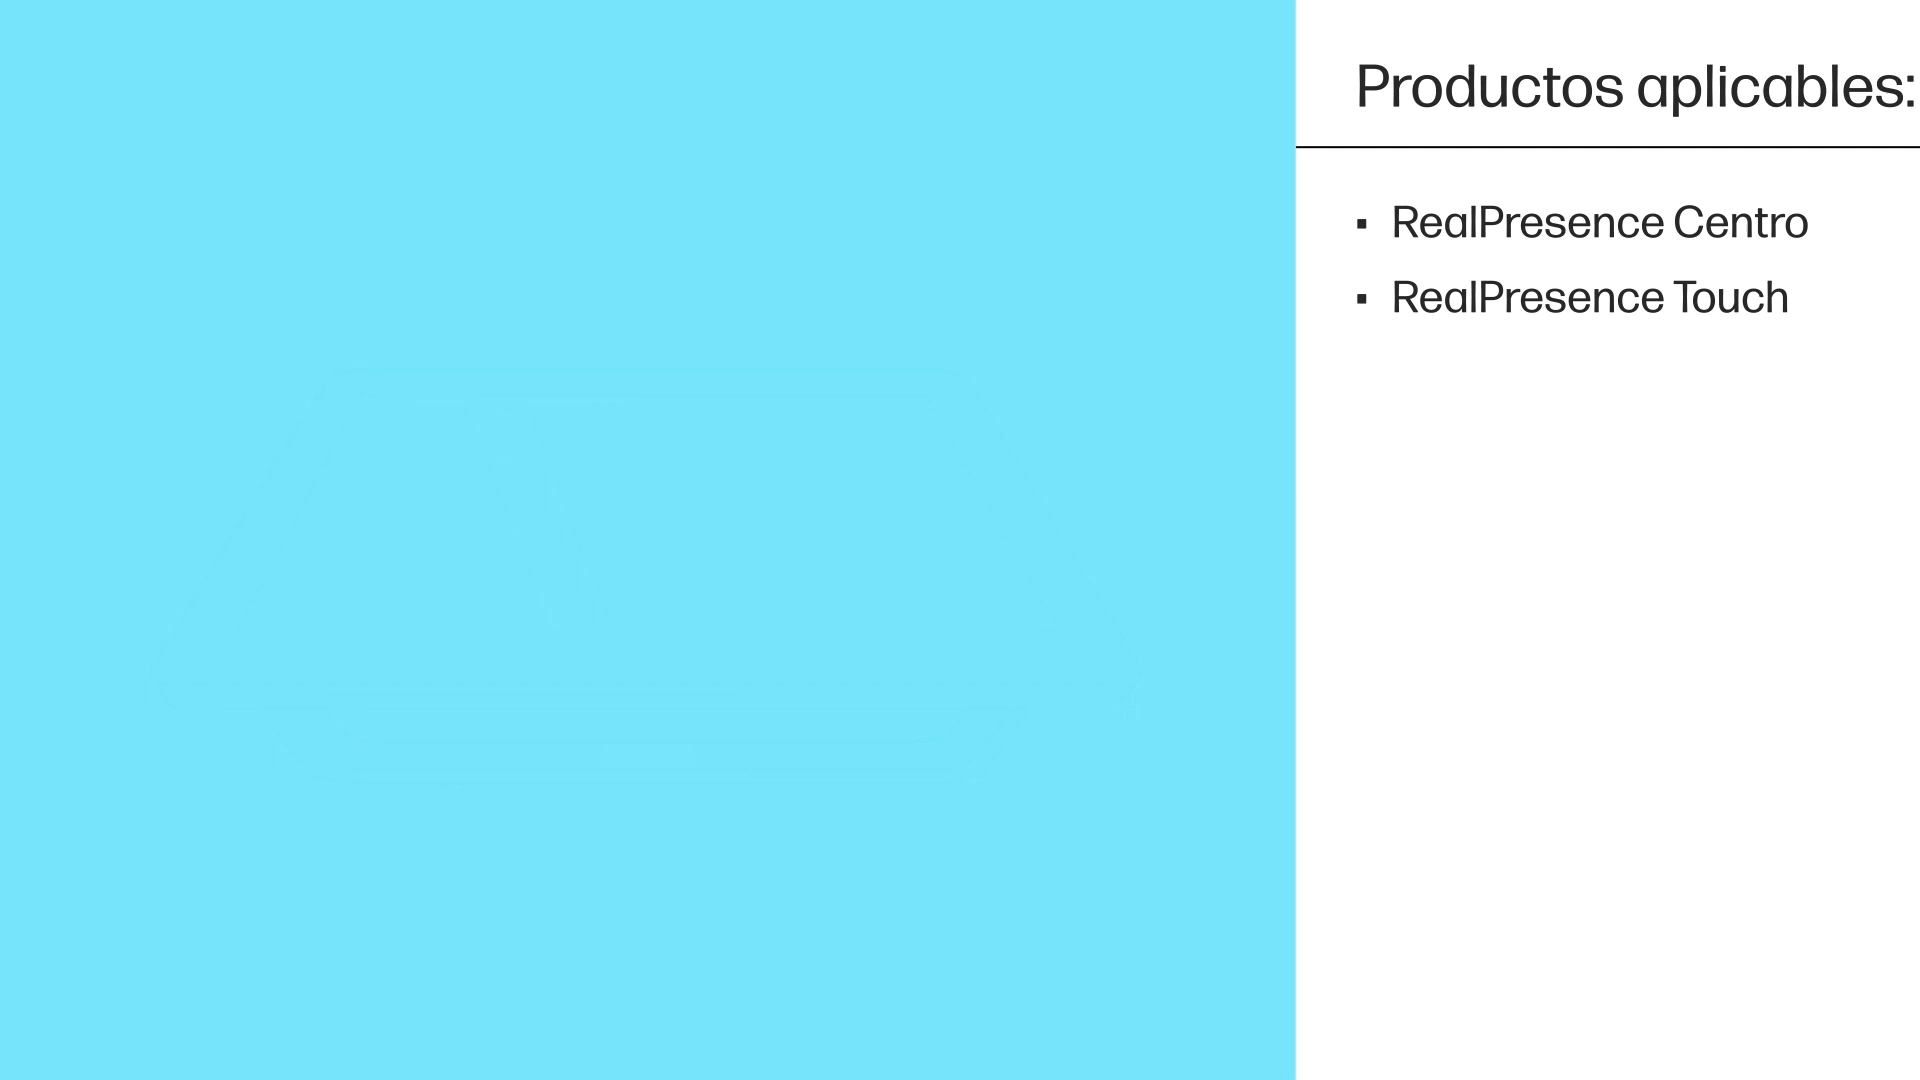 Productos aplicables:
▪ RealPresence Centro
▪ RealPresence Touch